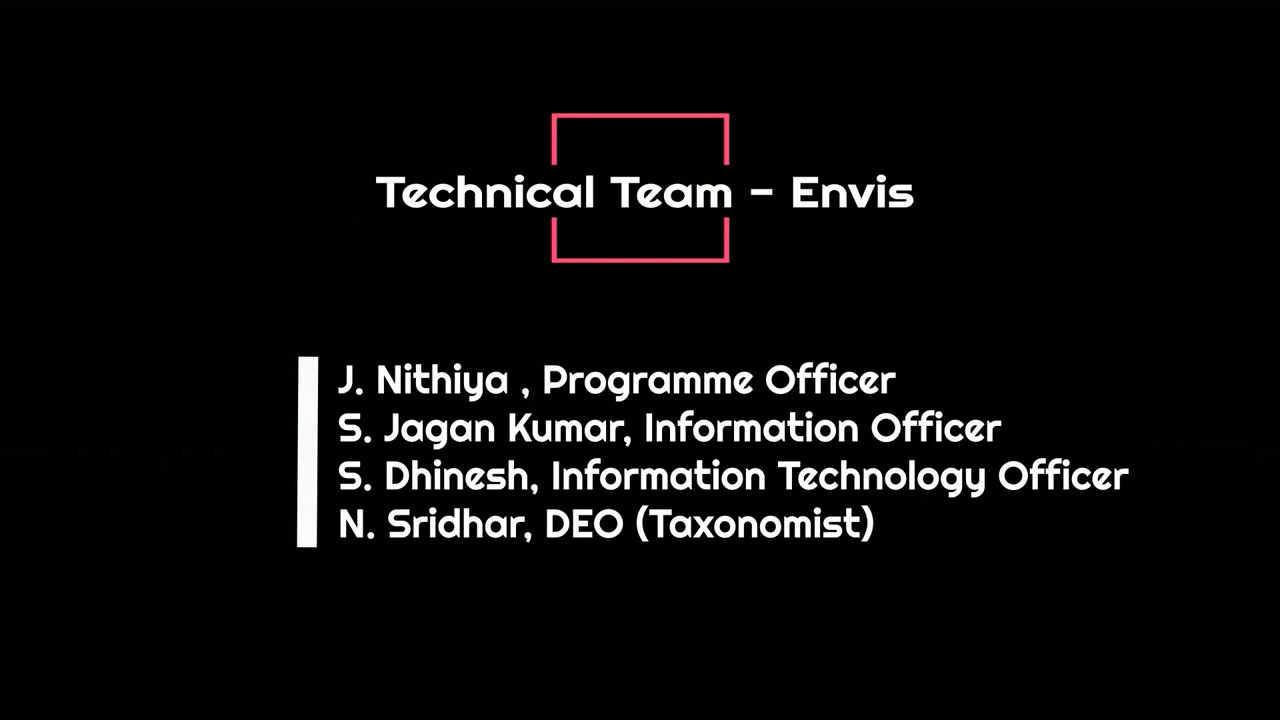 Technical Team - Envis
J. Nithiya , Programme Officer
S. Jagan Kumar, Information Officer
S. Dhinesh, Information Technology Officer
N. Sridhar, DEO (Taxonomist)